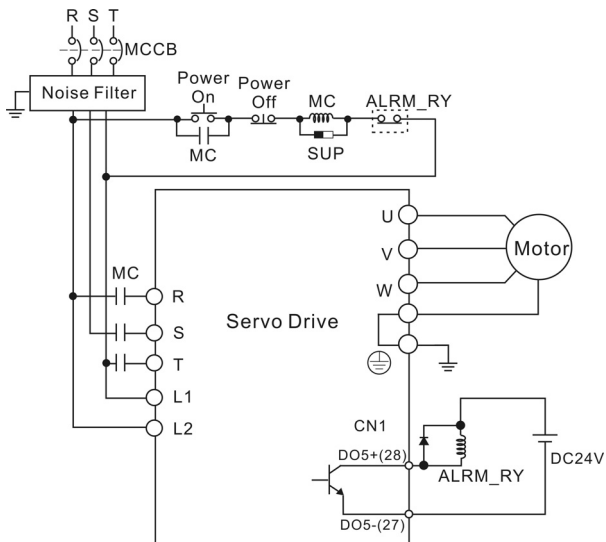 R S T
MCCB
Noise Filter
Power On
Power Off
MC
ALRM_RY
MC
SUP
U
V
W
Motor
MC
R
S
T
L1
L2
Servo Drive
CN1
DO5+(28)
ALRM_RY
DC24V
DO5-(27)